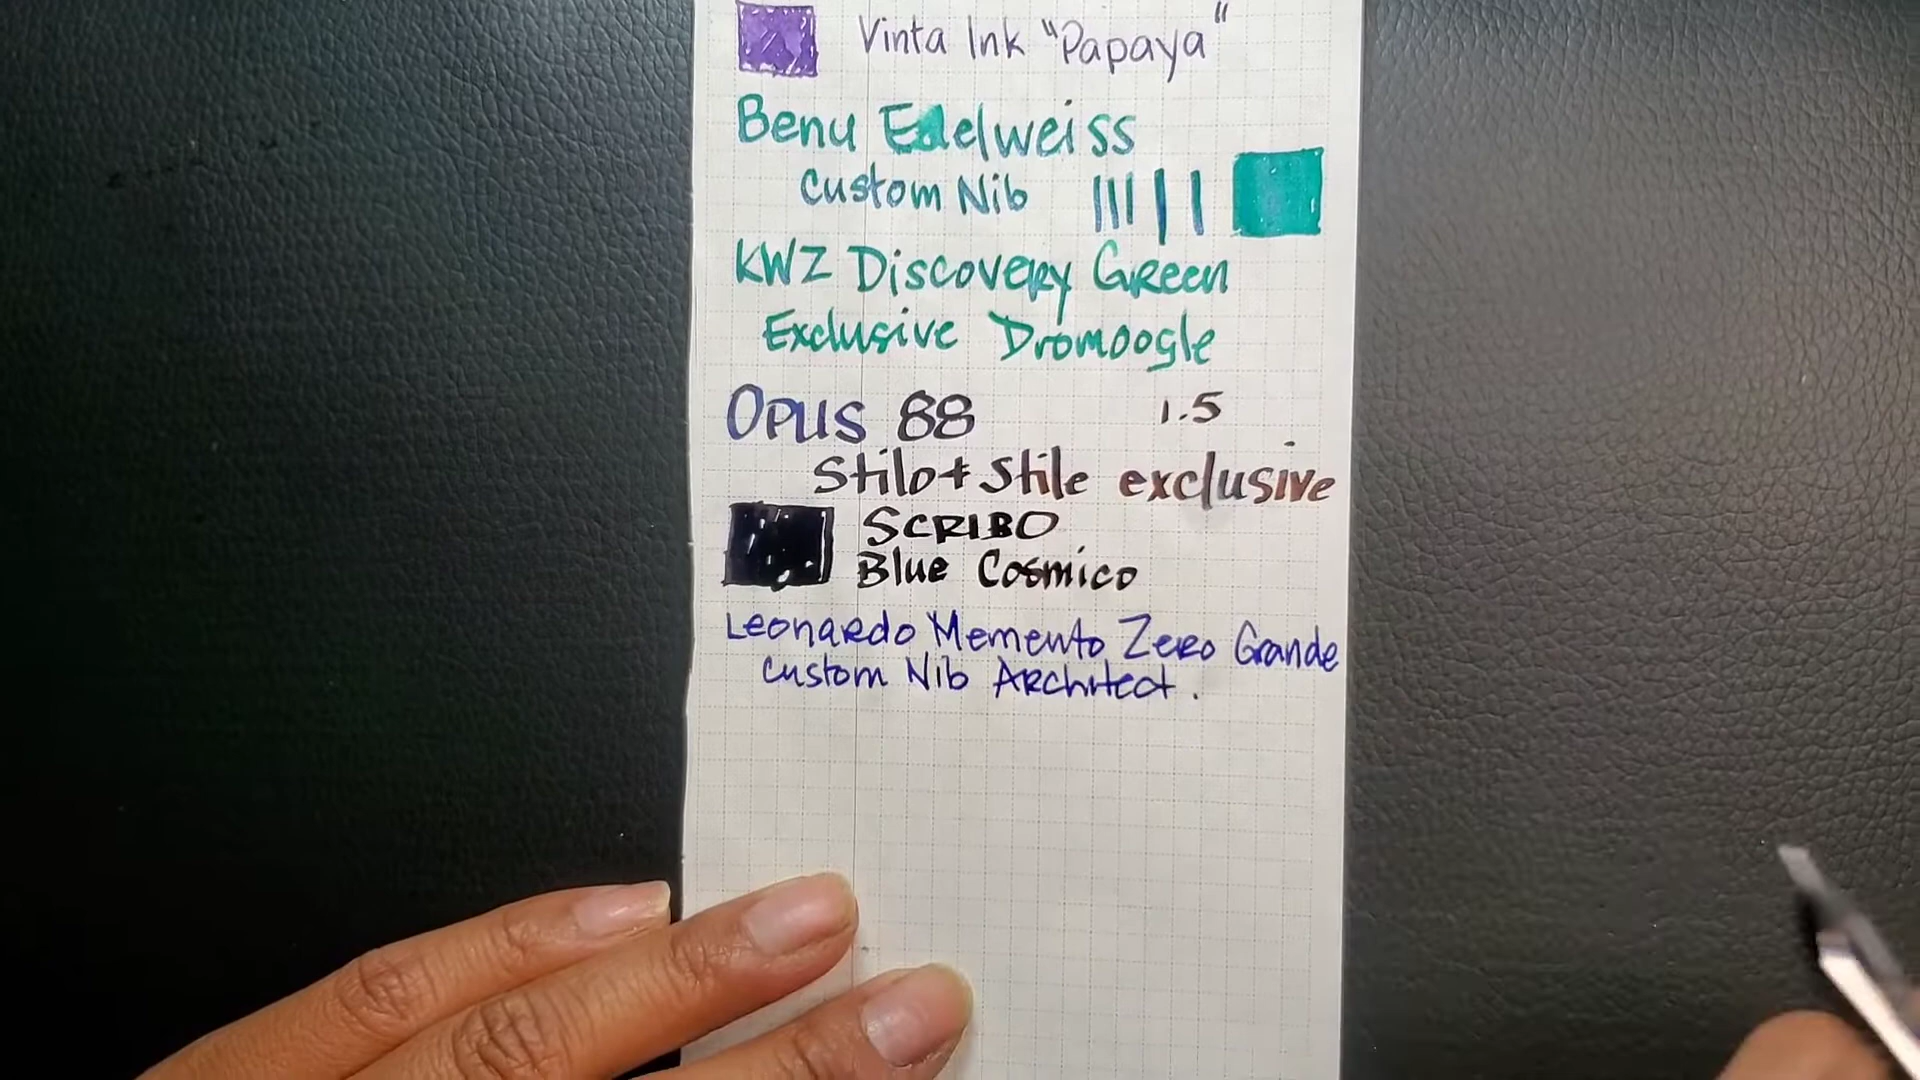 Vinta Ink "Papaya"
Benu Edelweiss
Custom Nib
KWZ Discovery Green
Exclusive Dromoogle
Opus 88 1.5
Stilo + Stile exclusive
SCRIBO
Blue Cosmico
Leonardo Memento Zero Grande
Custom Nib Architect.